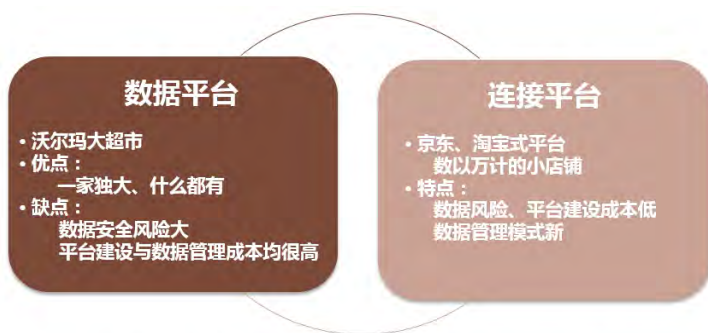 数据平台
• 沃尔玛大超市
• 优点：
一家独大、什么都有
• 缺点：
数据安全风险大
平台建设与数据管理成本均很高
连接平台
• 京东、淘宝式平台
数以万计的小店铺
• 特点：
数据风险、平台建设成本低
数据管理模式新